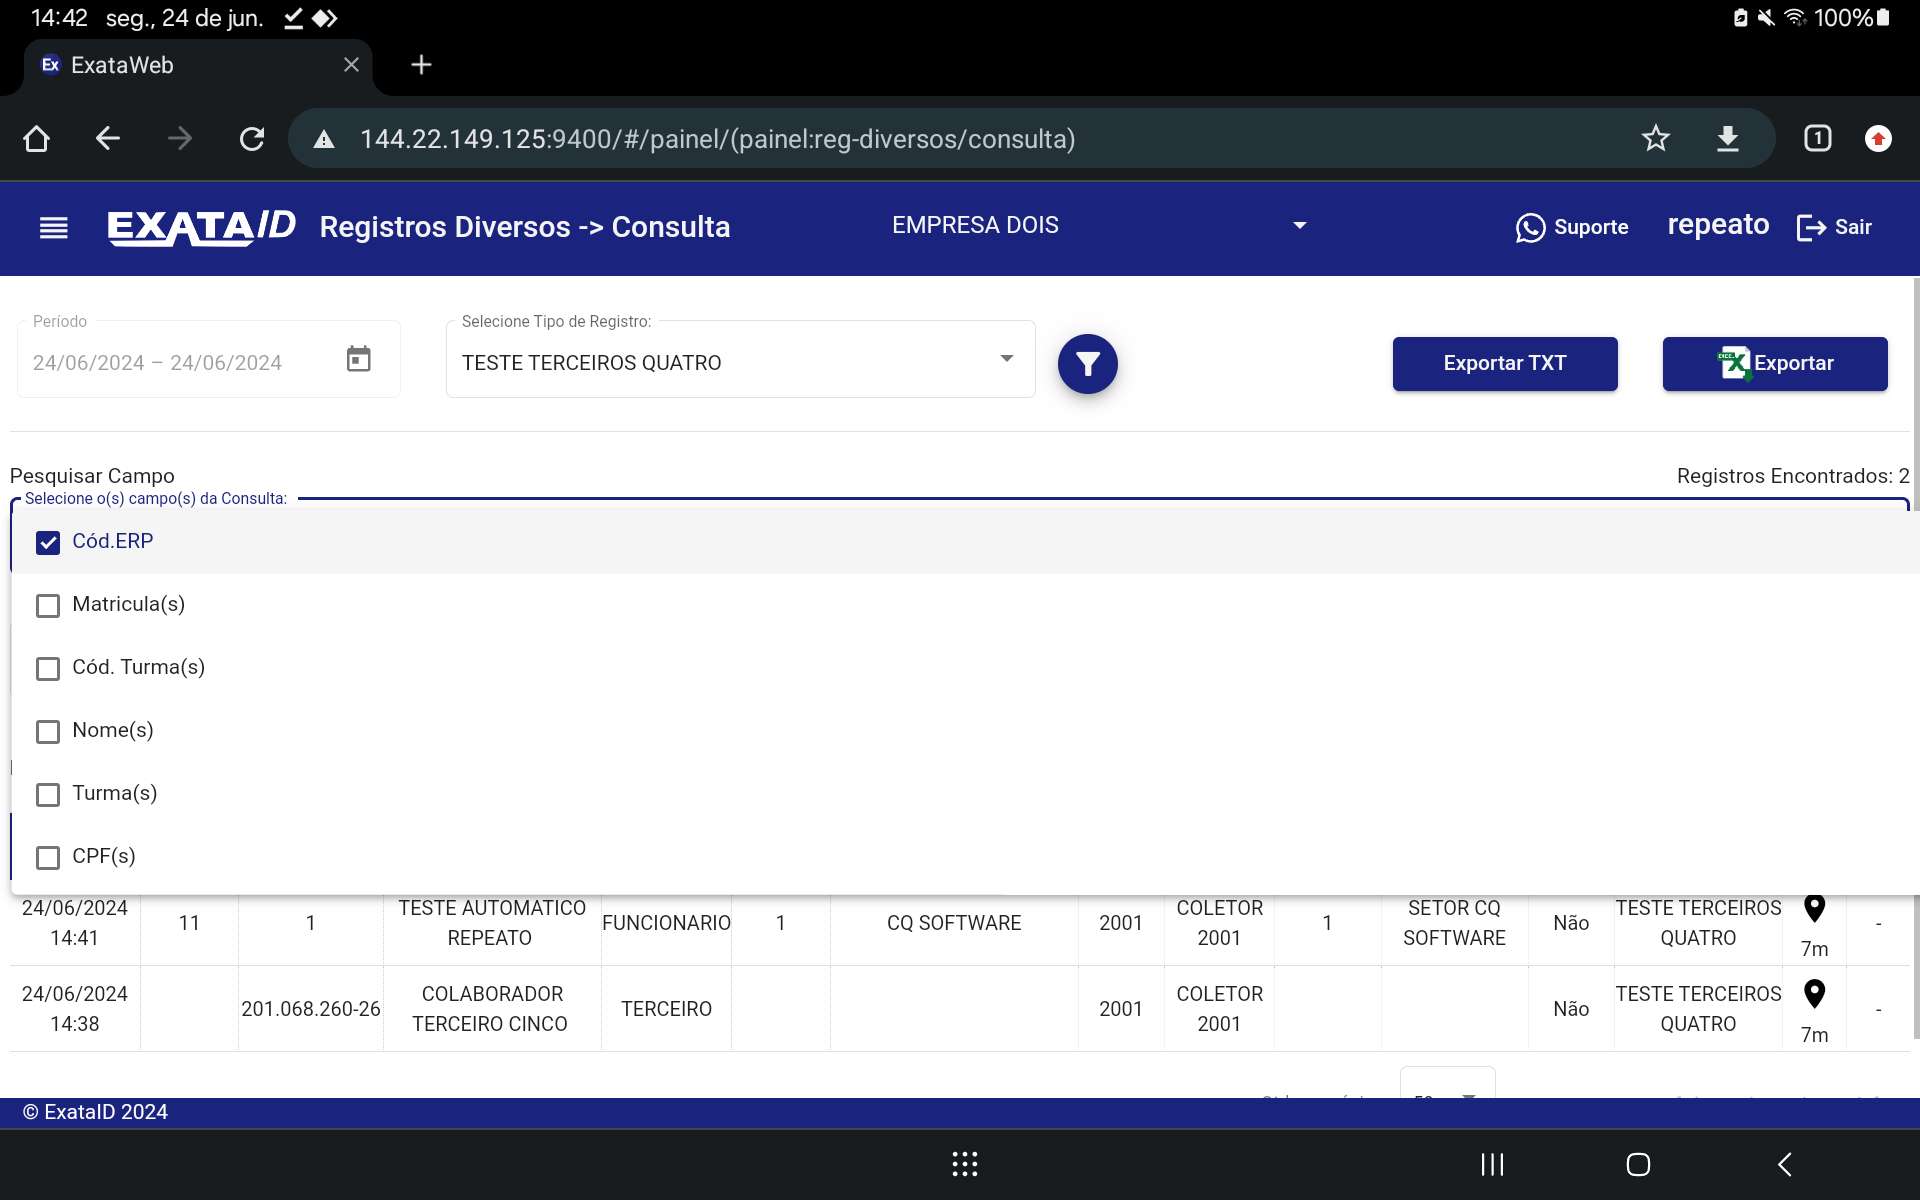 14:42 seg., 24 de jun. 100%
Ex ExataWeb
144.22.149.125:9400/#/painel/(painel:reg-diversos/consulta) 1
EXATAID Registros Diversos -> Consulta EMPRESA DOIS Suporte repeato Sair
Período
24/06/2024 – 24/06/2024
Selecione Tipo de Registro:
TESTE TERCEIROS QUATRO
Exportar TXT
Exportar
Pesquisar Campo
Registros Encontrados: 2
Selecione o(s) campo(s) da Consulta:
Cód.ERP
Matricula(s)
Cód. Turma(s)
Nome(s)
Turma(s)
CPF(s)
24/06/2024 TESTE AUTOMATICO COLETOR SETOR CQ TESTE TERCEIROS
11 1 FUNCIONARIO 1 CQ SOFTWARE 2001 1 Não -
14:41 REPEATO 2001 SOFTWARE QUATRO 7m
24/06/2024 COLABORADOR COLETOR TESTE TERCEIROS
201.068.260-26 TERCEIRO 2001 Não -
14:38 TERCEIRO CINCO 2001 QUATRO 7m
© ExataID 2024